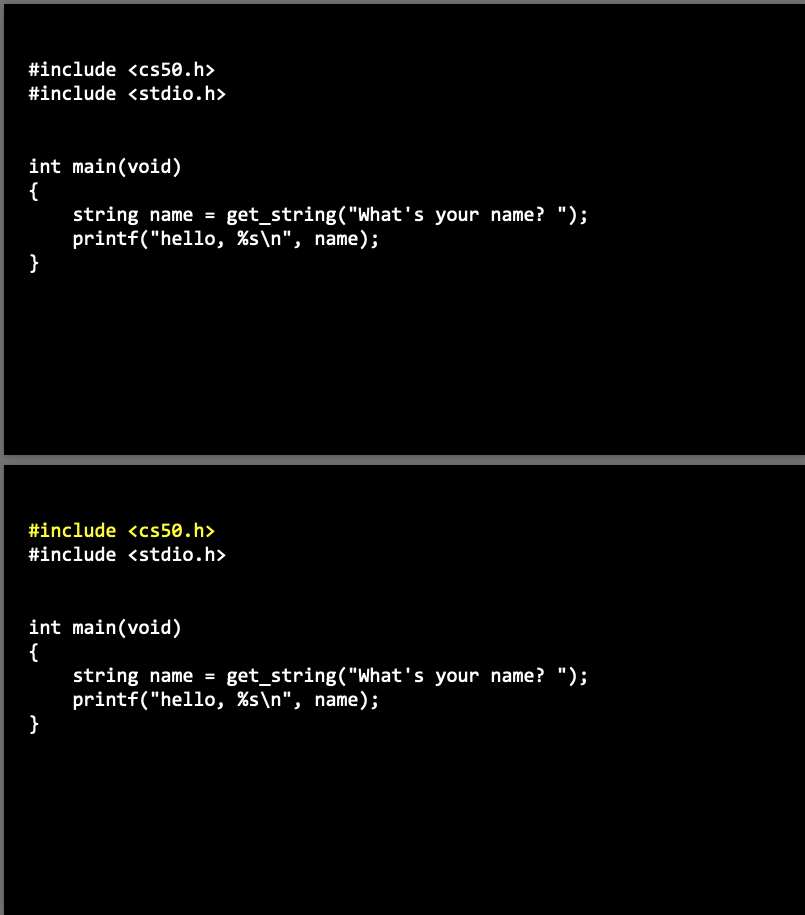 #include <cs50.h>
#include <stdio.h>
int main(void)
{
    string name = get_string("What's your name? ");
    printf("hello, %s\n", name);
}
#include <cs50.h>
#include <stdio.h>
int main(void)
{
    string name = get_string("What's your name? ");
    printf("hello, %s\n", name);
}